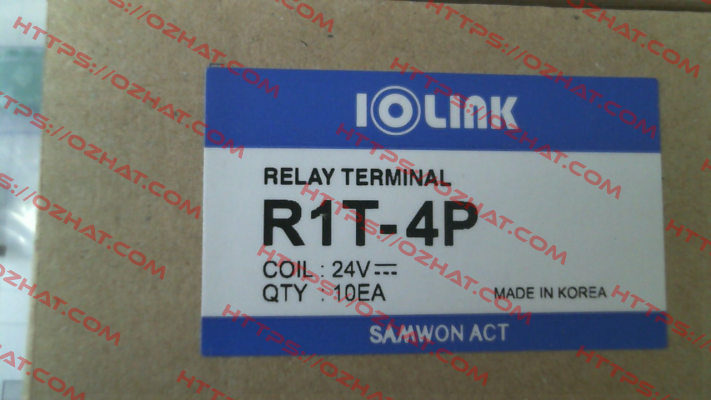 IOLINK
RELAY TERMINAL
R1T-4P
COIL : 24V⎓
QTY : 10EA
MADE IN KOREA
SAMWON ACT
HTTPS://OZHAT.COM